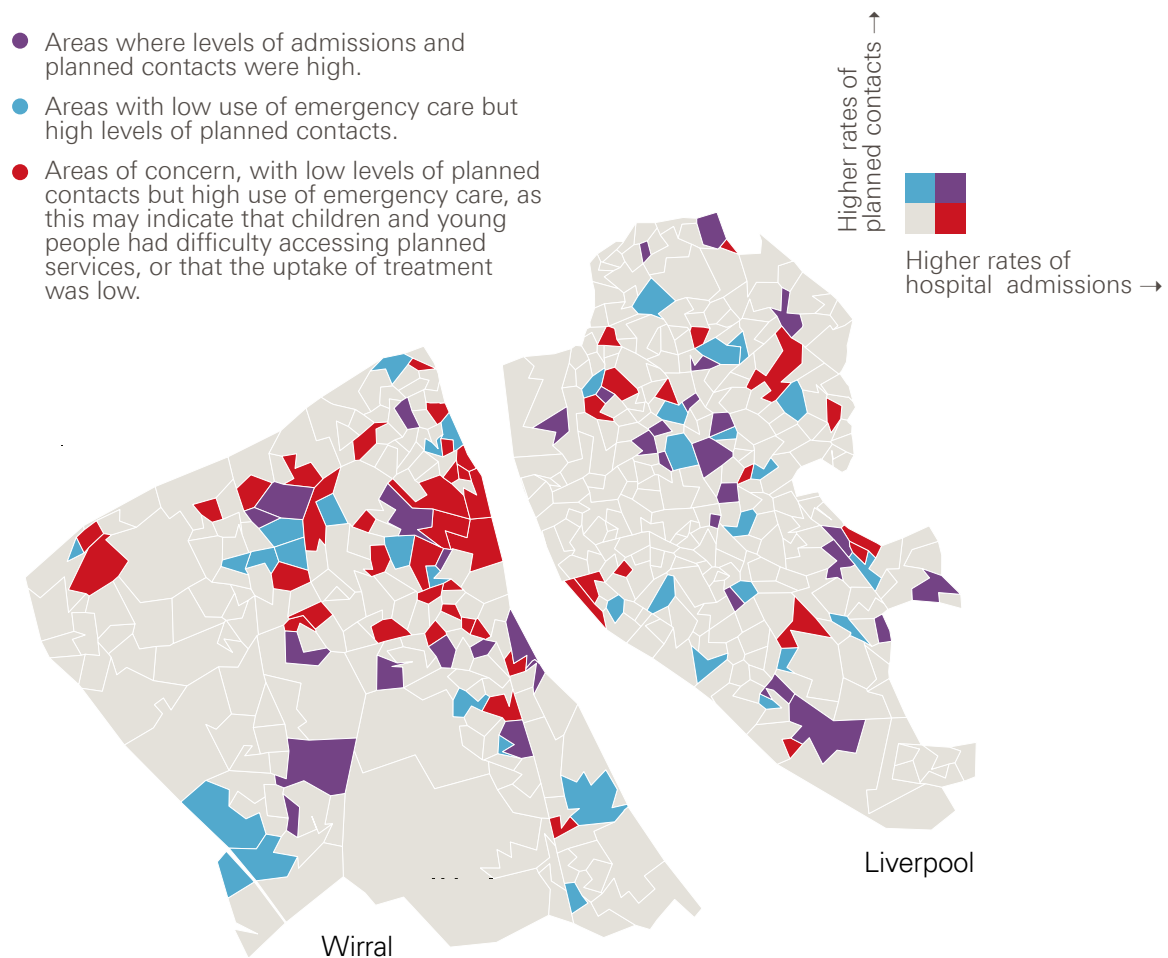 Areas where levels of admissions and
planned contacts were high.
Areas with low use of emergency care but
high levels of planned contacts.
Areas of concern, with low levels of planned
contacts but high use of emergency care, as
this may indicate that children and young
people had difficulty accessing planned
services, or that the uptake of treatment
was low.
Higher rates of
planned contacts →
Higher rates of
hospital admissions →
Liverpool
Wirral